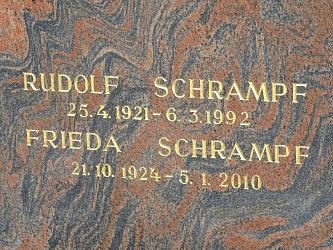 RUDOLF SCHRAMPF
25.4.1921 - 6.3.1992
FRIEDA SCHRAMPF
21.10.1924 - 5.1.2010